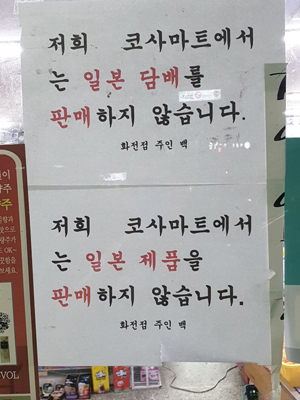 저희 코사마트에서
는 일본 담배를
판매하지 않습니다.
화전점 주인 백
저희 코사마트에서
는 일본 제품을
판매하지 않습니다.
화전점 주인 백
VOL